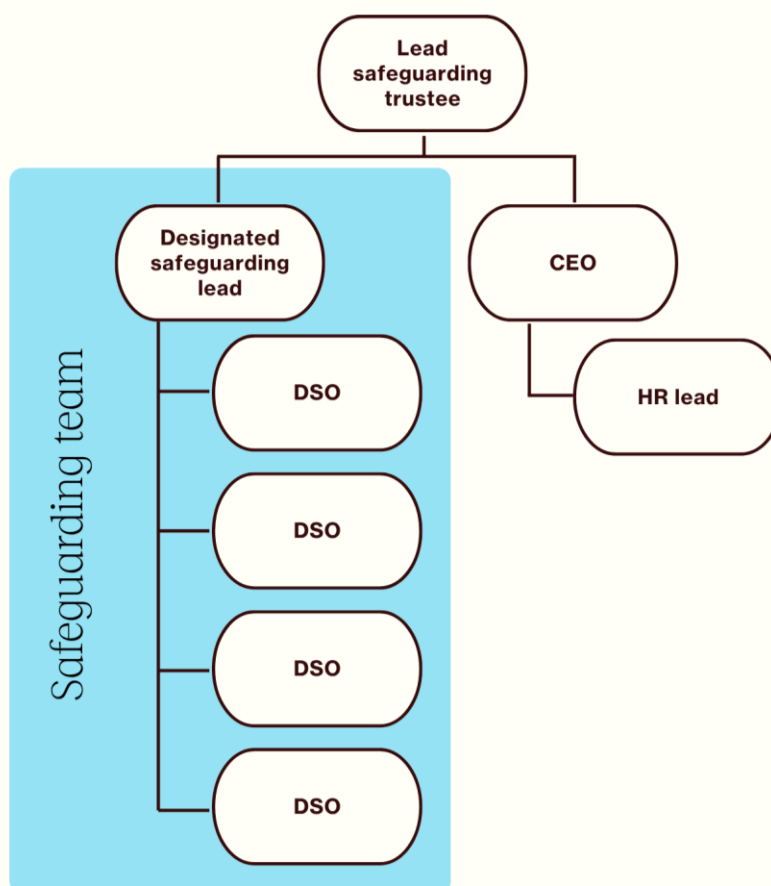 Lead
safeguarding
trustee
Designated
safeguarding
lead
CEO
HR lead
Safeguarding team
DSO
DSO
DSO
DSO